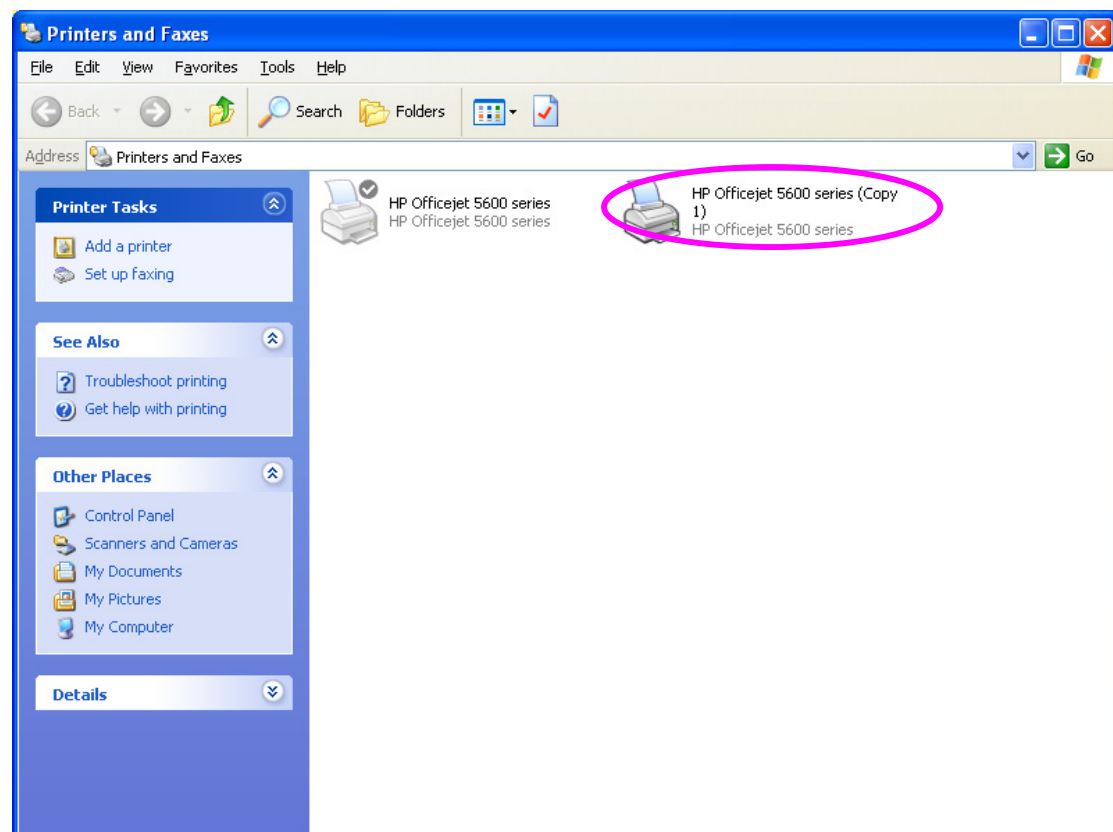 Printers and Faxes
File Edit View Favorites Tools Help
Back Search Folders
Address Printers and Faxes Go
Printer Tasks
Add a printer
Set up faxing
See Also
Troubleshoot printing
Get help with printing
Other Places
Control Panel
Scanners and Cameras
My Documents
My Pictures
My Computer
Details
HP Officejet 5600 series
HP Officejet 5600 series
HP Officejet 5600 series (Copy
1)
HP Officejet 5600 series